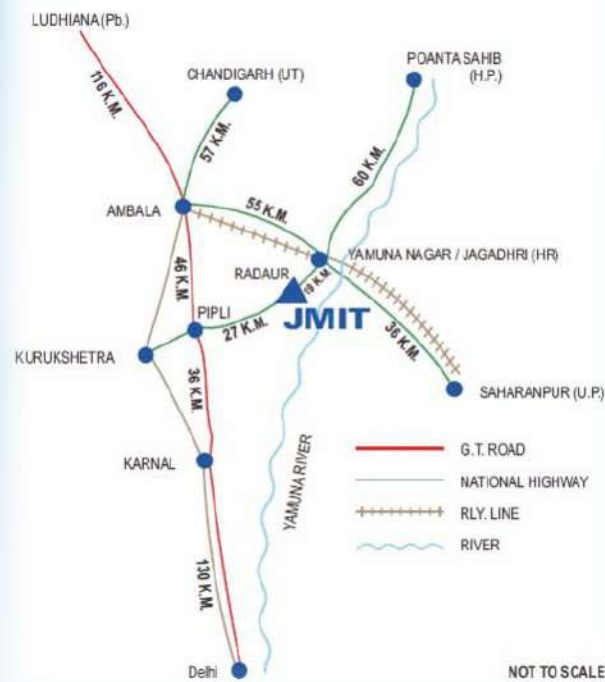 LUDHIANA (Pb.)
116 K.M.
CHANDIGARH (UT)
POANTA SAHIB
(H.P.)
57 K.M.
60 K.M.
AMBALA
55 K.M.
YAMUNA NAGAR / JAGADHRI (HR)
RADAUR
19 K.M.
46 K.M.
JMIT
PIPLI
27 K.M.
36 K.M.
KURUKSHETRA
36 K.M.
SAHARANPUR (U.P.)
KARNAL
YAMUNA RIVER
G.T. ROAD
NATIONAL HIGHWAY
RLY. LINE
RIVER
130 K.M.
Delhi
NOT TO SCALE